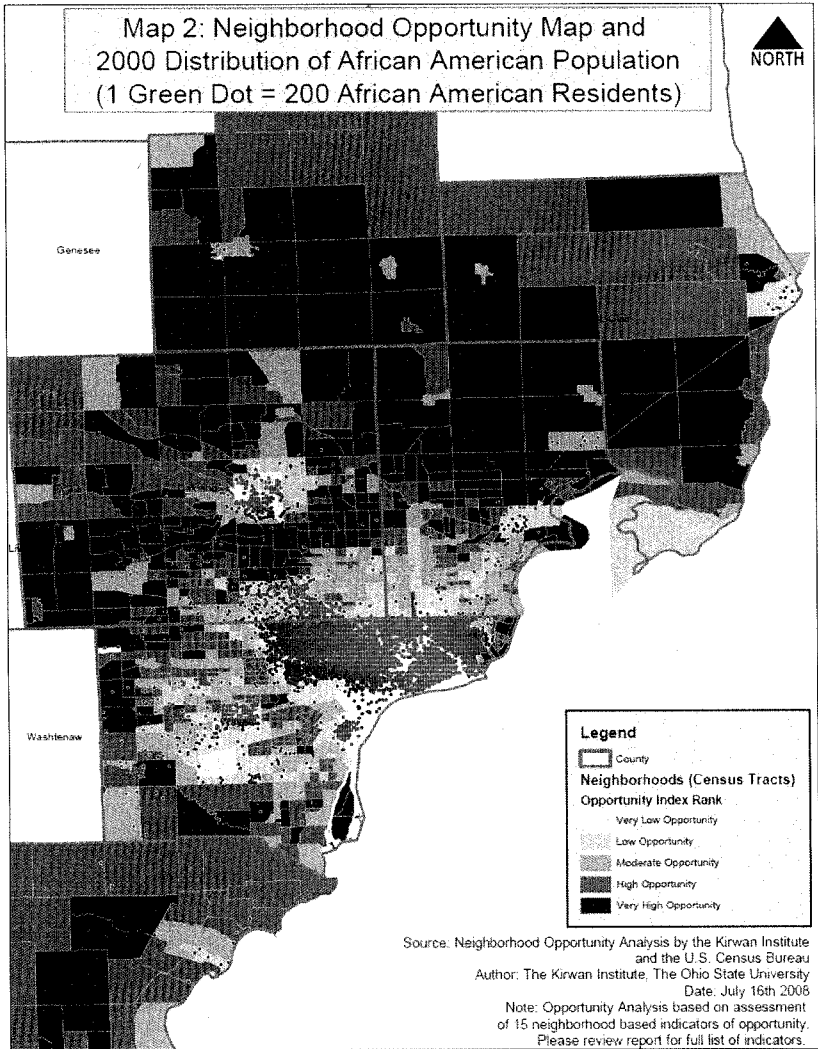 Map 2: Neighborhood Opportunity Map and
2000 Distribution of African American Population
(1 Green Dot = 200 African American Residents)
NORTH
Genesee
Washtenaw
Legend
County
Neighborhoods (Census Tracts)
Opportunity Index Rank
Very Low Opportunity
Low Opportunity
Moderate Opportunity
High Opportunity
Very High Opportunity
Source: Neighborhood Opportunity Analysis by the Kirwan Institute
and the U.S. Census Bureau
Author: The Kirwan Institute, The Ohio State University
Date: July 16th 2008
Note: Opportunity Analysis based on assessment
of 15 neighborhood based indicators of opportunity.
Please review report for full list of indicators.